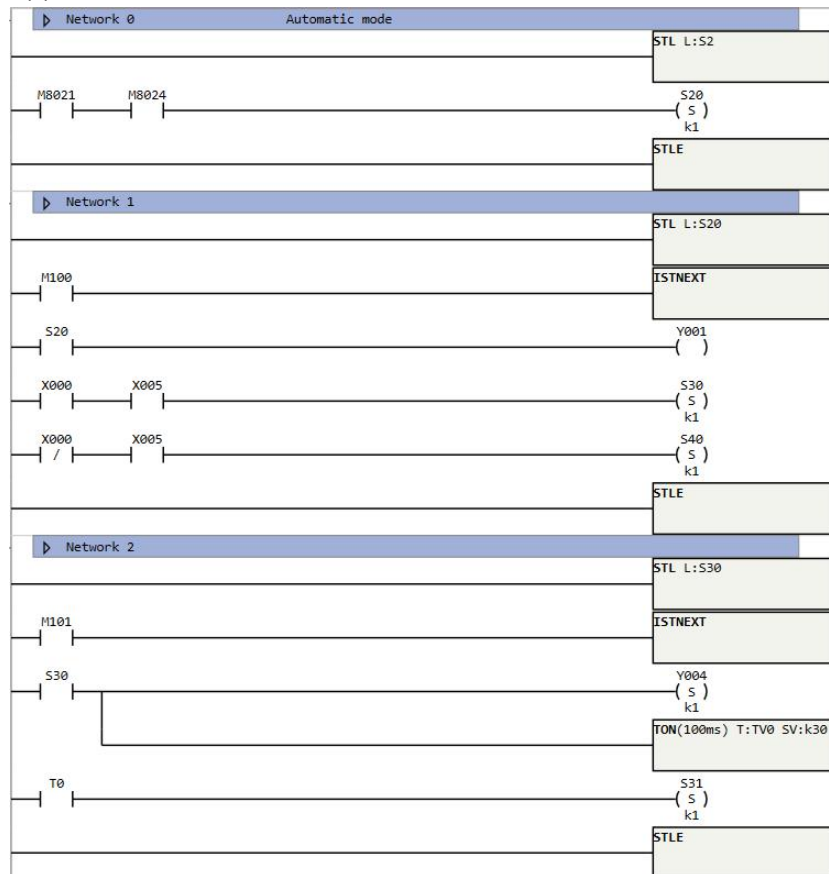 Network 0 Automatic mode
STL L:S2
M8021 M8024 S20
S
k1
STLE
Network 1
STL L:S20
M100 ISTNEXT
S20 Y001
X000 X005 S30
S
k1
X000 X005 S40
/ S
k1
STLE
Network 2
STL L:S30
M101 ISTNEXT
S30 Y004
S
k1
TON(100ms) T:TV0 SV:k30
T0 S31
S
k1
STLE